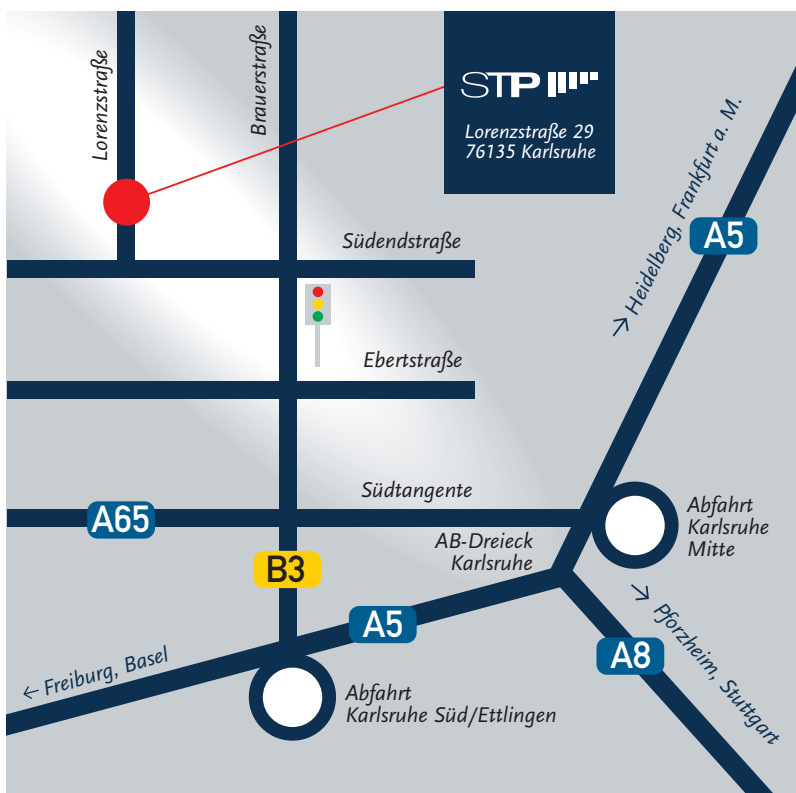 Lorenzstraße
Brauerstraße
STP
Lorenzstraße 29
76135 Karlsruhe
Heidelberg, Frankfurt a. M.
A5
Südendstraße
Ebertstraße
Südtangente
A65
Abfahrt
Karlsruhe
Mitte
AB-Dreieck
Karlsruhe
B3
A5
A8
Pforzheim, Stuttgart
Freiburg, Basel
Abfahrt
Karlsruhe Süd/Ettlingen